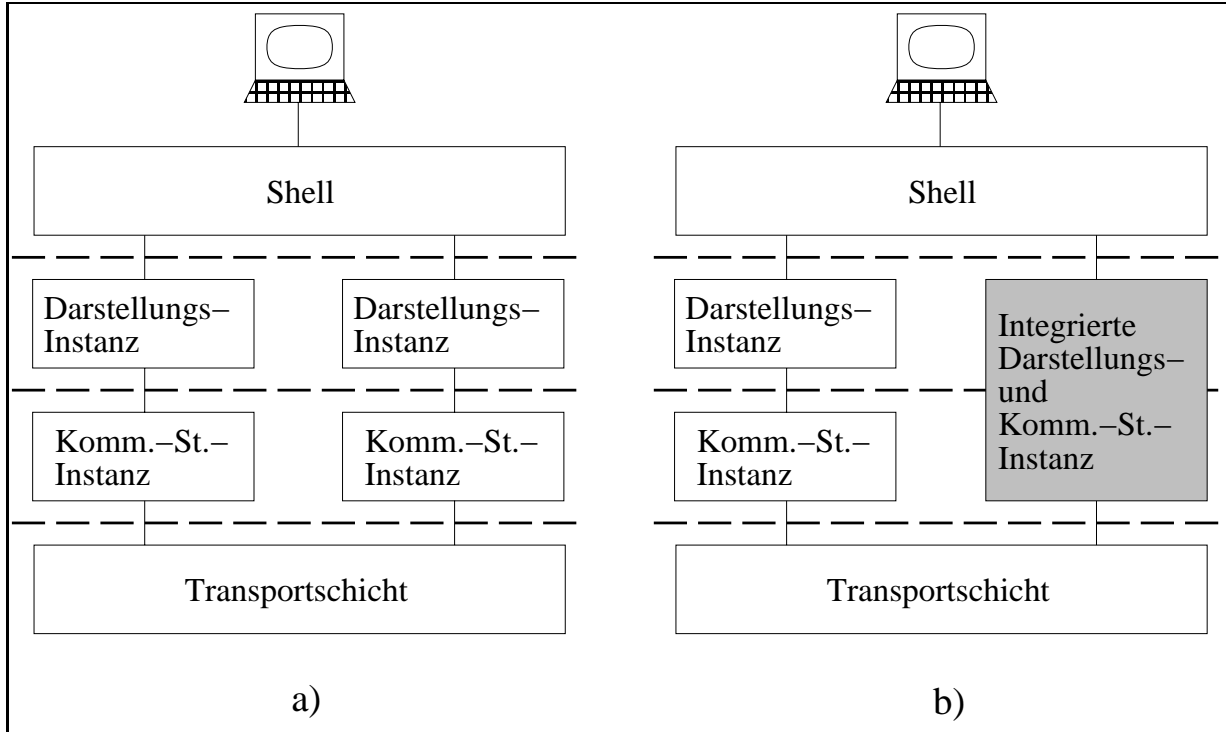 Shell
Darstellungs–
Instanz
Darstellungs–
Instanz
Komm.–St.–
Instanz
Komm.–St.–
Instanz
Transportschicht
a)
Shell
Darstellungs–
Instanz
Komm.–St.–
Instanz
Integrierte
Darstellungs–
und
Komm.–St.–
Instanz
Transportschicht
b)